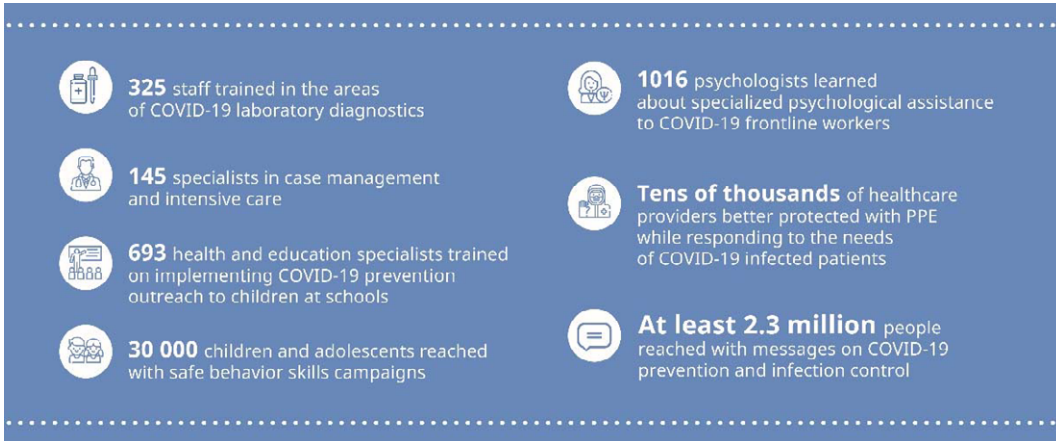 325 staff trained in the areas
of COVID-19 laboratory diagnostics
145 specialists in case management
and intensive care
693 health and education specialists trained
on implementing COVID-19 prevention
outreach to children at schools
30 000 children and adolescents reached
with safe behavior skills campaigns
1016 psychologists learned
about specialized psychological assistance
to COVID-19 frontline workers
Tens of thousands of healthcare
providers better protected with PPE
while responding to the needs
of COVID-19 infected patients
At least 2.3 million people
reached with messages on COVID-19
prevention and infection control